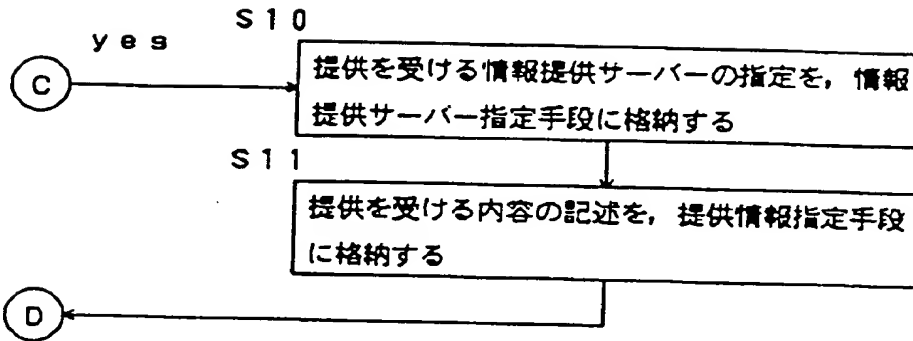 S10
yes
C
提供を受ける情報提供サーバーの指定を,情報
提供サーバー指定手段に格納する
S11
提供を受ける内容の記述を,提供情報指定手段
に格納する
D